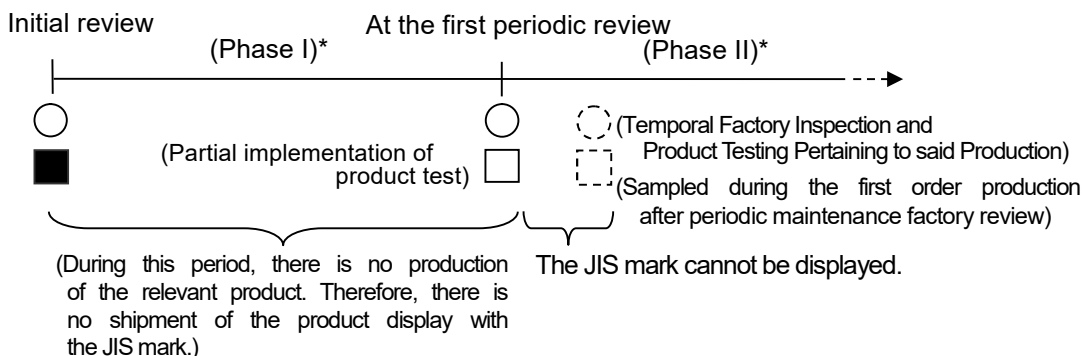 Initial review
At the first periodic review
(Phase I)*
(Phase II)*
(Partial implementation of
product test)
(Temporal Factory Inspection and
Product Testing Pertaining to said Production)
(Sampled during the first order production
after periodic maintenance factory review)
(During this period, there is no production
of the relevant product. Therefore, there is
no shipment of the product display with
the JIS mark.)
The JIS mark cannot be displayed.